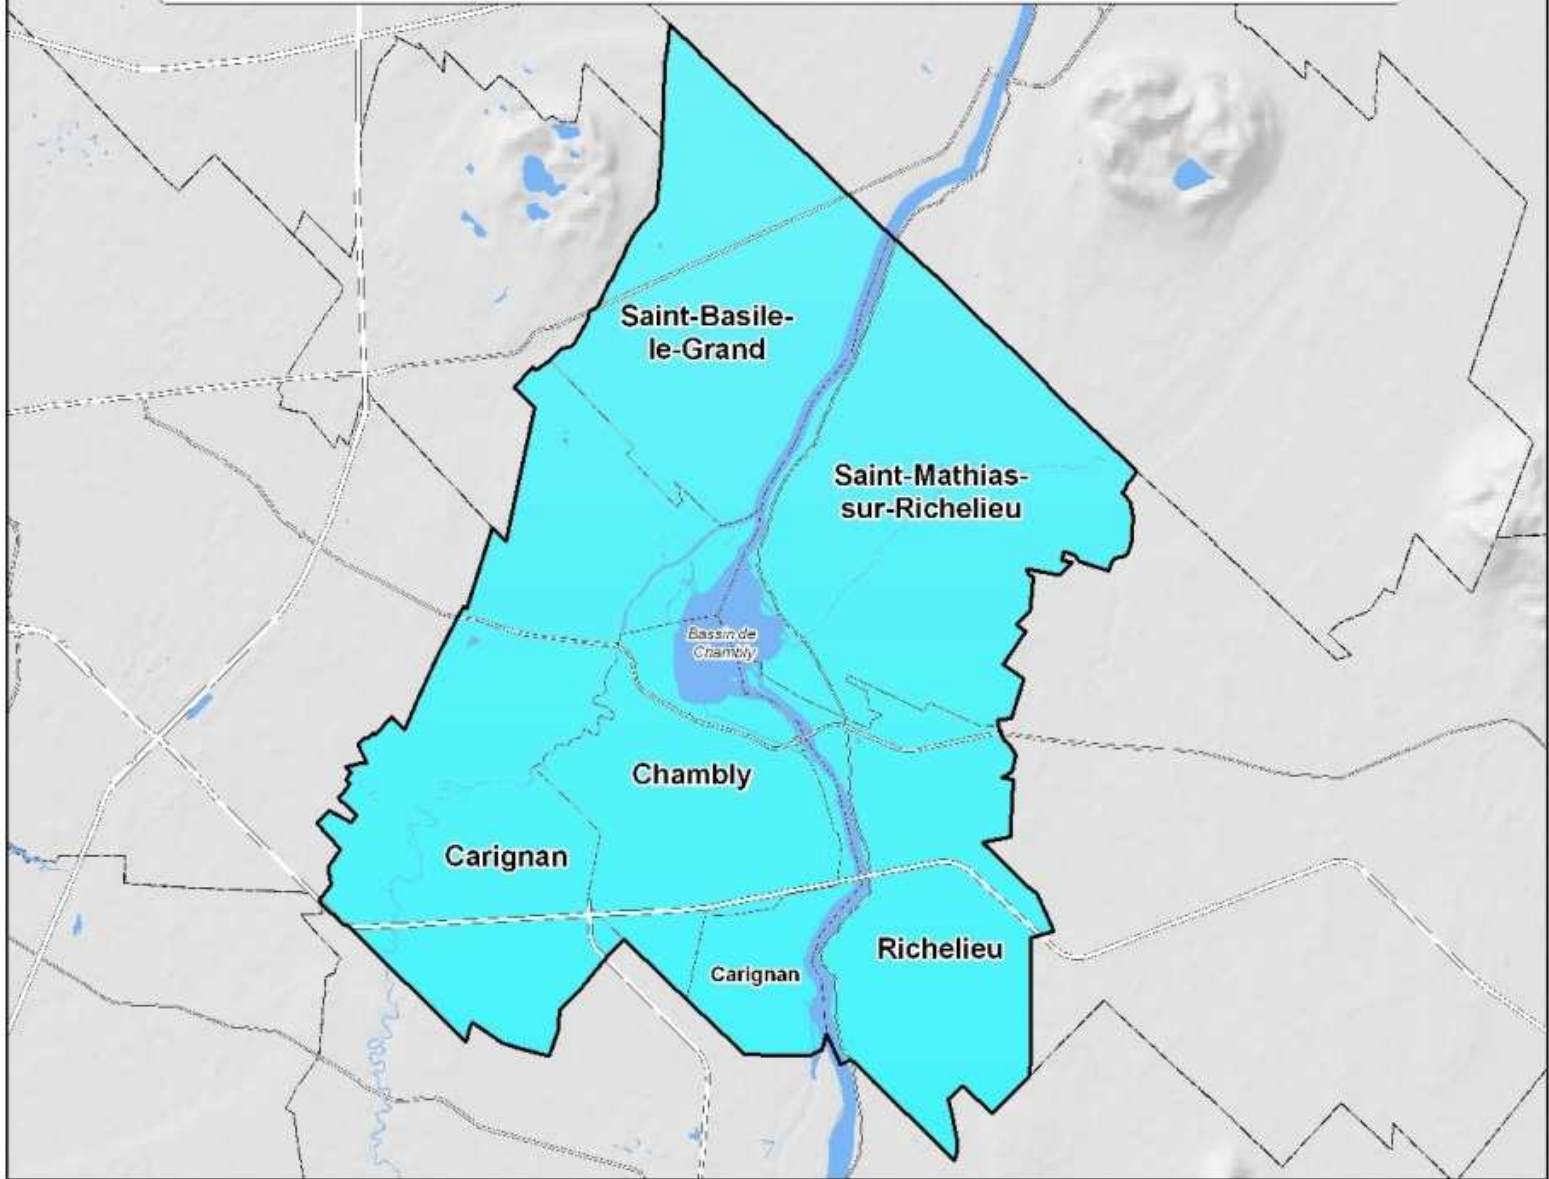 Saint-Basile-
le-Grand
Saint-Mathias-
sur-Richelieu
Bassin de
Chambly
Chambly
Carignan
Richelieu
Carignan